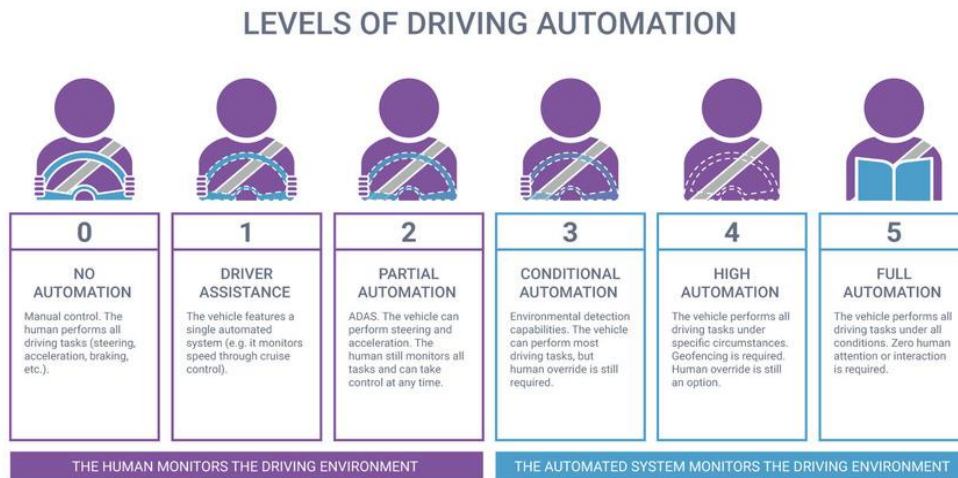 LEVELS OF DRIVING AUTOMATION
0
NO
AUTOMATION
Manual control. The
human performs all
driving tasks (steering,
acceleration, braking,
etc.).
1
DRIVER
ASSISTANCE
The vehicle features a
single automated
system (e.g. it monitors
speed through cruise
control).
2
PARTIAL
AUTOMATION
ADAS. The vehicle can
perform steering and
acceleration. The
human still monitors all
tasks and can take
control at any time.
3
CONDITIONAL
AUTOMATION
Environmental detection
capabilities. The vehicle
can perform most
driving tasks, but
human override is still
required.
4
HIGH
AUTOMATION
The vehicle performs all
driving tasks under
specific circumstances.
Geofencing is required.
Human override is still
an option.
5
FULL
AUTOMATION
The vehicle performs all
driving tasks under all
conditions. Zero human
attention or interaction
is required.
THE HUMAN MONITORS THE DRIVING ENVIRONMENT
THE AUTOMATED SYSTEM MONITORS THE DRIVING ENVIRONMENT